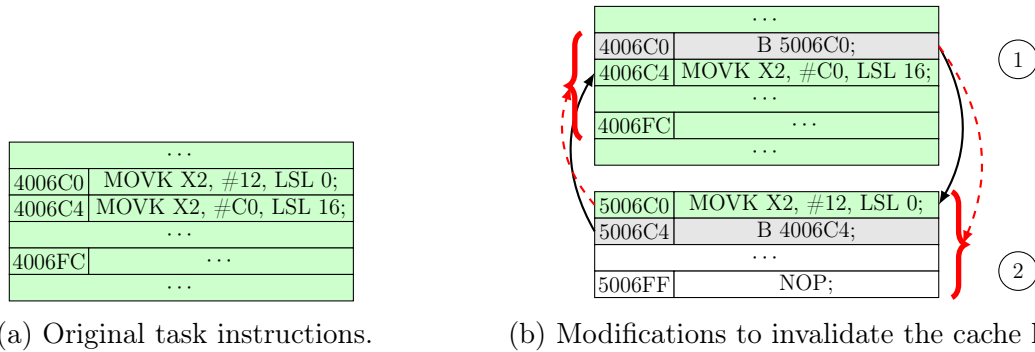 ...
4006C0 MOVK X2, #12, LSL 0;
4006C4 MOVK X2, #C0, LSL 16;
...
4006FC ...
...
(a) Original task instructions.
...
4006C0 B 5006C0;
4006C4 MOVK X2, #C0, LSL 16;
...
4006FC ...
...
1
5006C0 MOVK X2, #12, LSL 0;
5006C4 B 4006C4;
...
5006FF NOP;
2
(b) Modifications to invalidate the cache